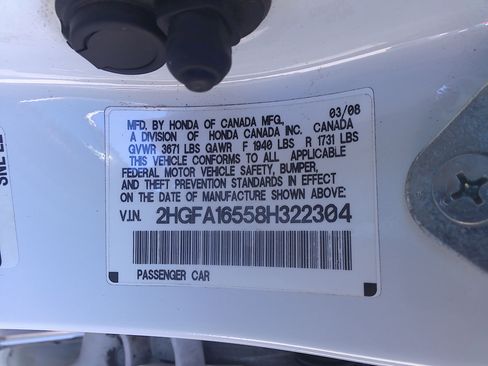 MFD. BY HONDA OF CANADA MFG, 03/08
A DIVISION OF HONDA CANADA INC. CANADA
GVWR 3671 LBS GAWR F 1940 LBS R 1731 LBS
THIS VEHICLE CONFORMS TO ALL APPLICABLE
FEDERAL MOTOR VEHICLE SAFETY, BUMPER,
AND THEFT PREVENTION STANDARDS IN EFFECT
ON THE DATE OF MANUFACTURE SHOWN ABOVE:
V.I.N. 2HGFA16558H322304
PASSENGER CAR